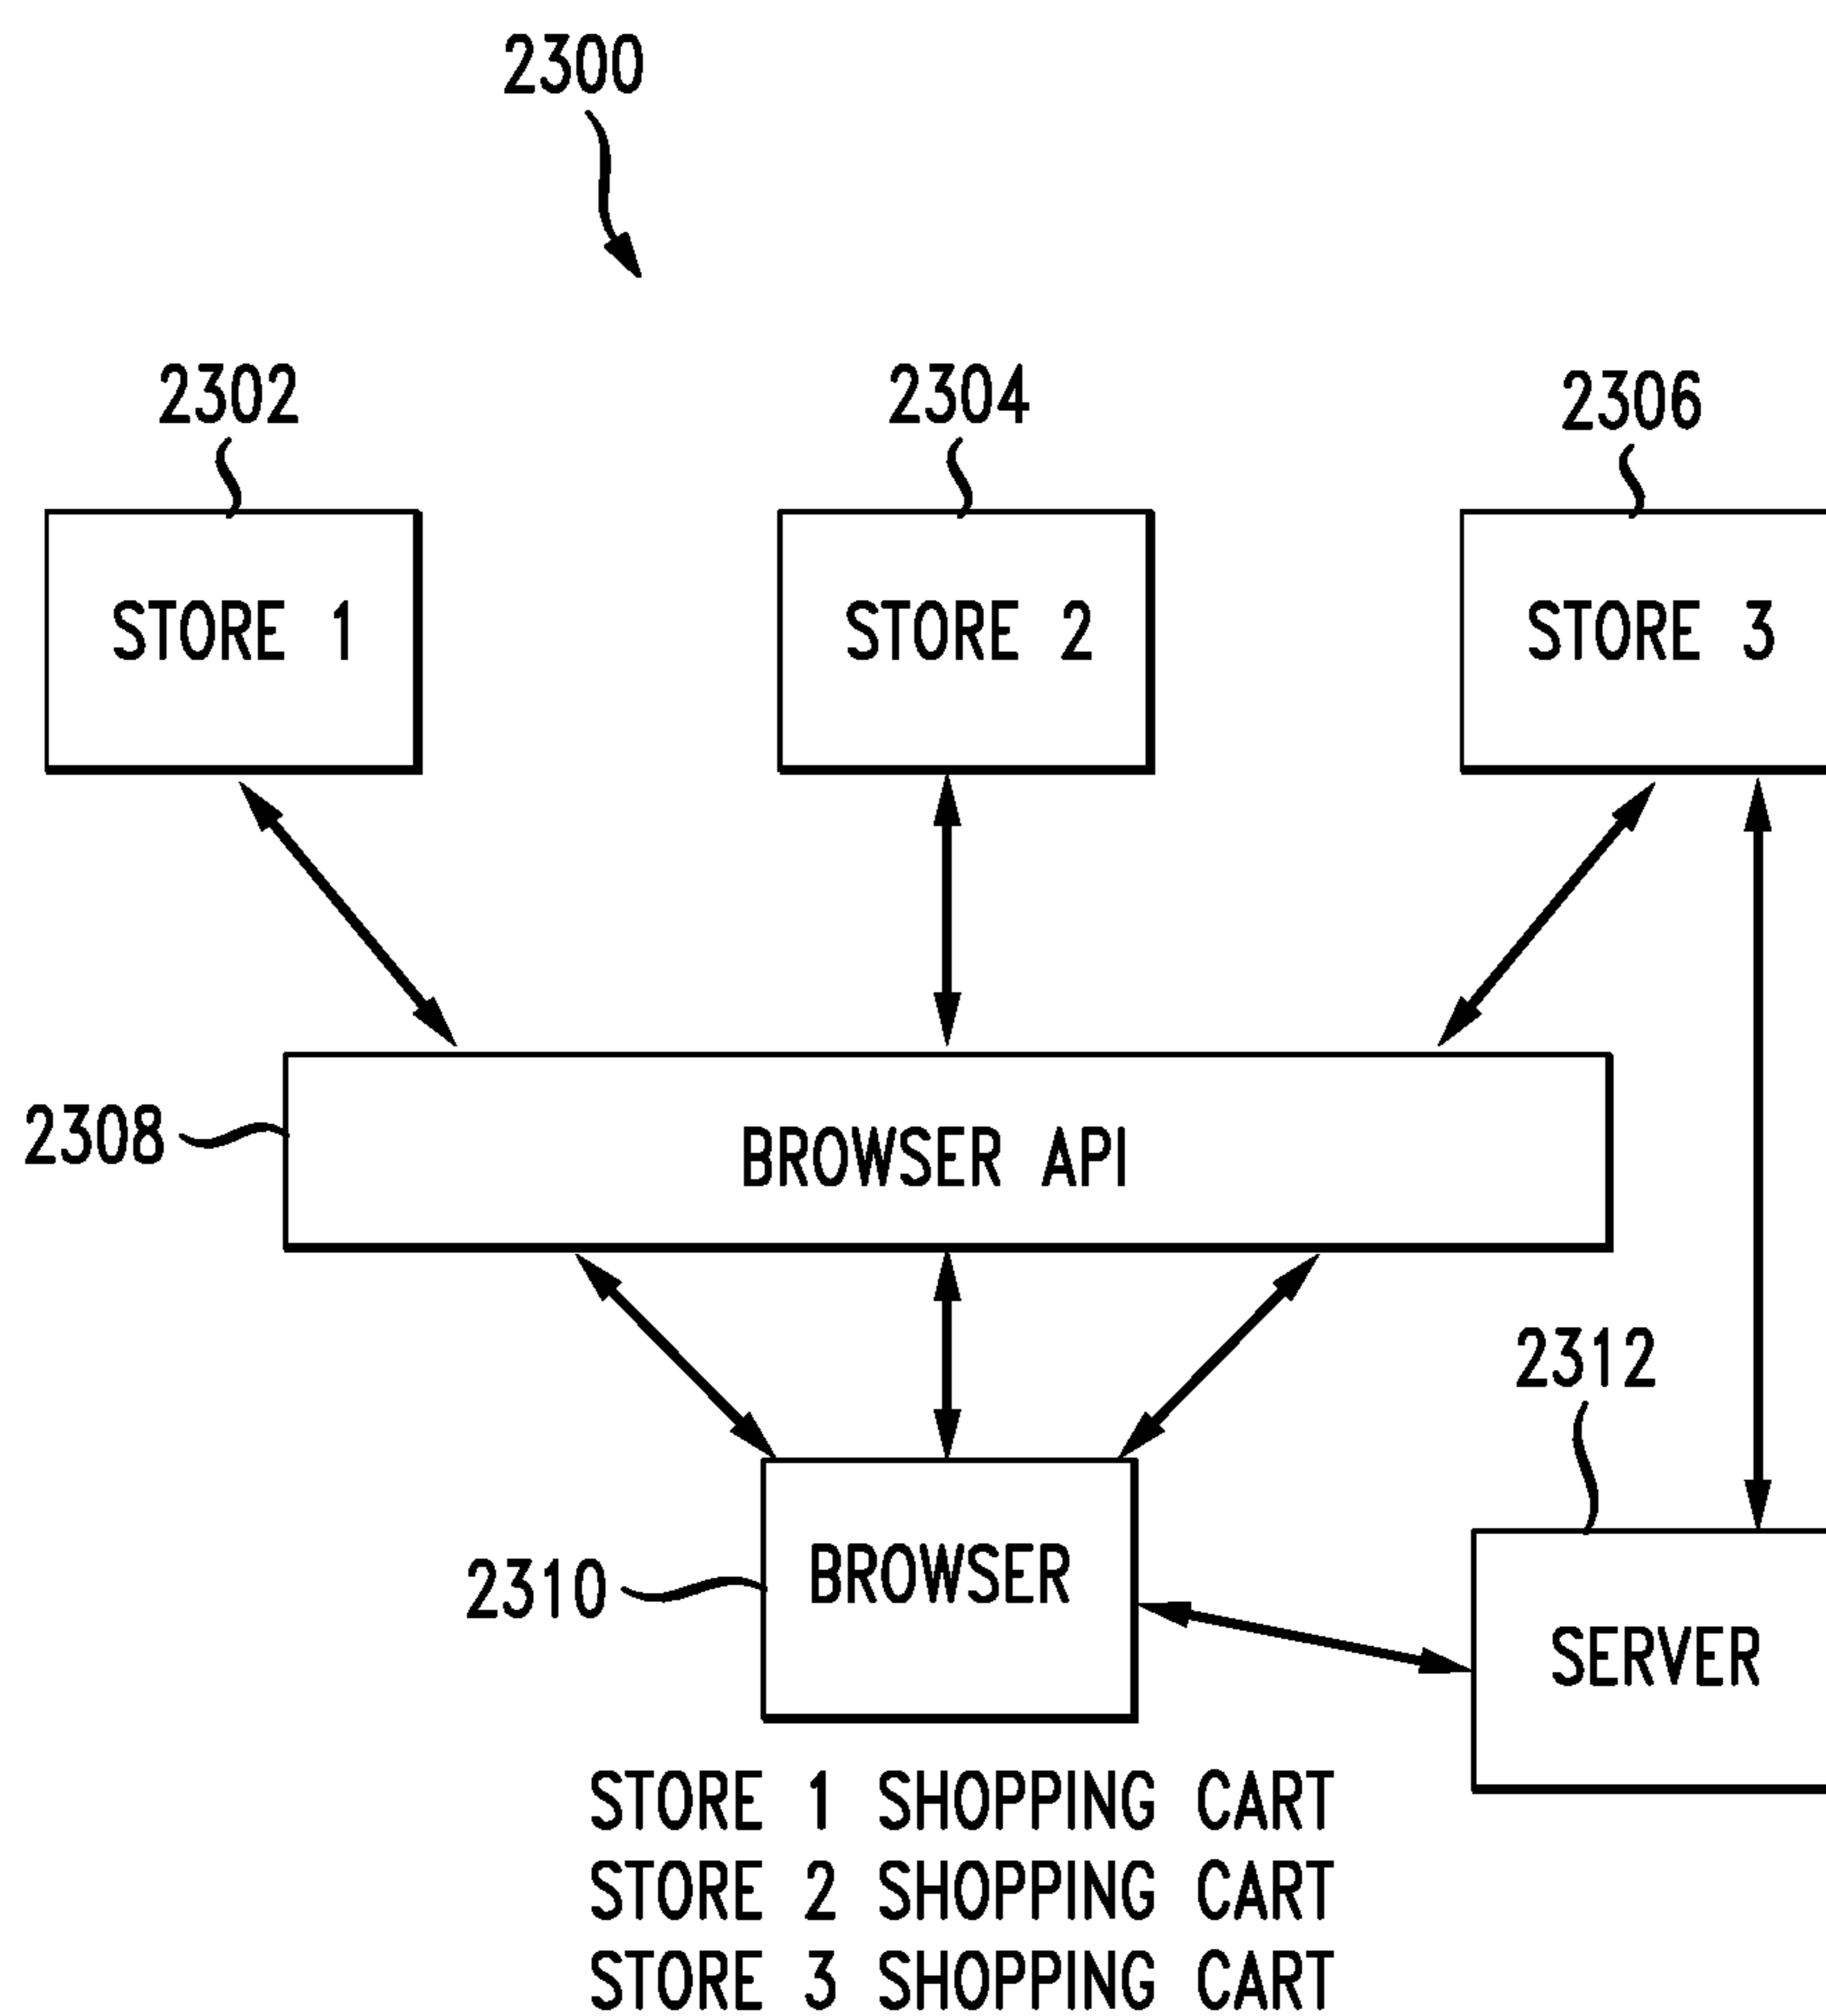 2300
2302
2304
2306
STORE 1
STORE 2
STORE 3
2308
BROWSER API
2312
2310
BROWSER
SERVER
STORE 1 SHOPPING CART
STORE 2 SHOPPING CART
STORE 3 SHOPPING CART